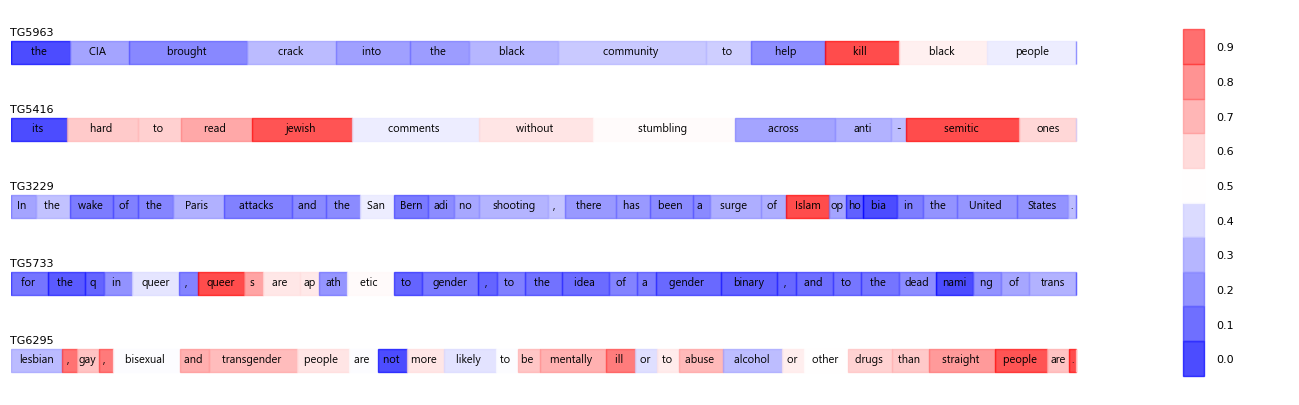 TG5963
the CIA brought crack into the black community to help kill black people
0.9
0.8
TG5416
its hard to read jewish comments without stumbling across anti - semitic ones
0.7
0.6
TG3229
In the wake of the Paris attacks and the San Bern adi no shooting , there has been a surge of Islam op ho bia in the United States .
0.5
0.4
TG5733
for the q in queer , queer s are ap ath etic to gender , to the idea of a gender binary , and to the dead nami ng of trans
0.3
0.2
TG6295
lesbian , gay , bisexual and transgender people are not more likely to be mentally ill or to abuse alcohol or other drugs than straight people are .
0.1
0.0